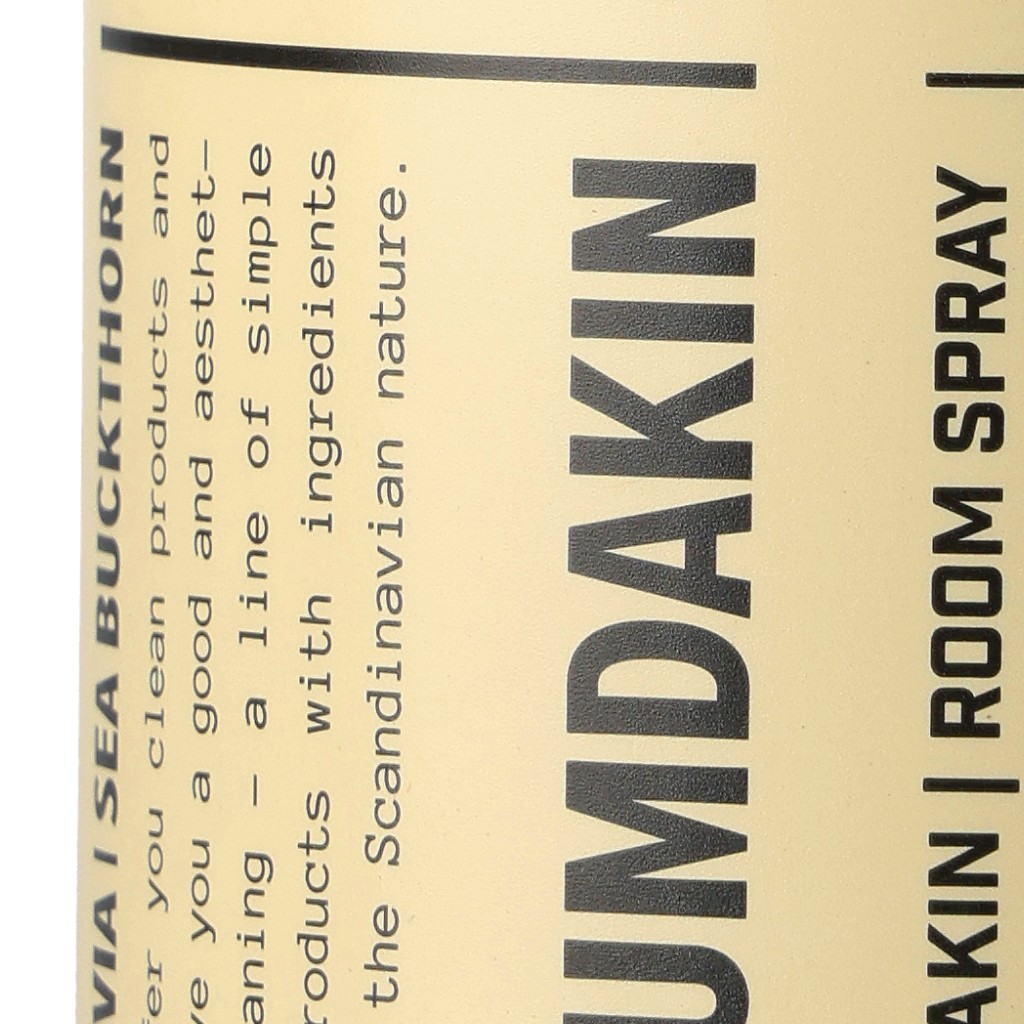 VIA | SEA BUCKTHORN |
fer you clean products and
ve you a good and aesthet-
aning - a line of simple
roducts with ingredients
the Scandinavian nature.
UMDAKIN |
AKIN | ROOM SPRAY |